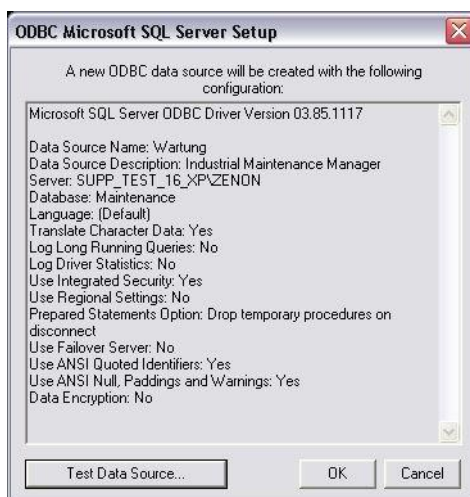 ODBC Microsoft SQL Server Setup
A new ODBC data source will be created with the following
configuration:
Microsoft SQL Server ODBC Driver Version 03.85.1117
Data Source Name: Wartung
Data Source Description: Industrial Maintenance Manager
Server: SUPP_TEST_16_XP\ZENON
Database: Maintenance
Language: (Default)
Translate Character Data: Yes
Log Long Running Queries: No
Log Driver Statistics: No
Use Integrated Security: Yes
Use Regional Settings: No
Prepared Statements Option: Drop temporary procedures on
disconnect
Use Failover Server: No
Use ANSI Quoted Identifiers: Yes
Use ANSI Null, Paddings and Warnings: Yes
Data Encryption: No
Test Data Source...
OK
Cancel